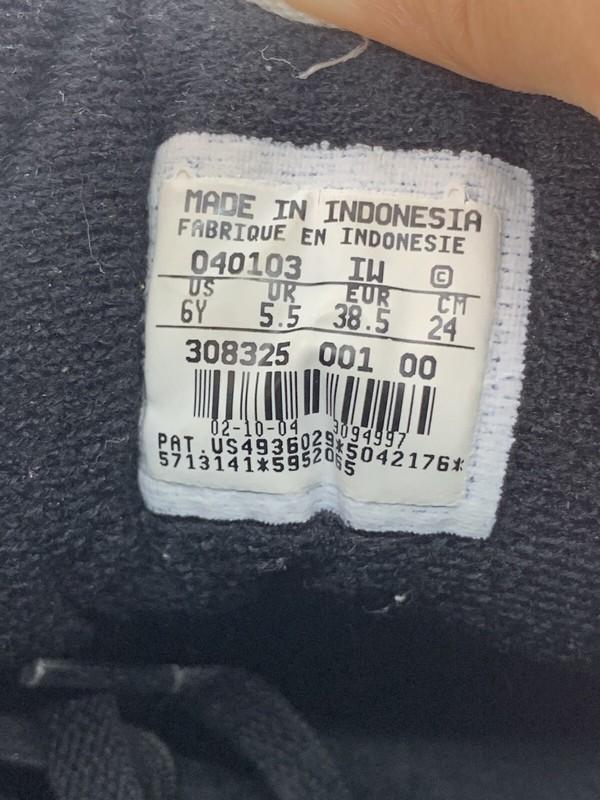 MADE IN INDONESIA
FABRIQUE EN INDONESIE
040103 IW ©
US UK EUR CM
6Y 5.5 38.5 24
308325 001 00
02-10-04 3094997
PAT.US4936029*5042176*
5713141*5952065